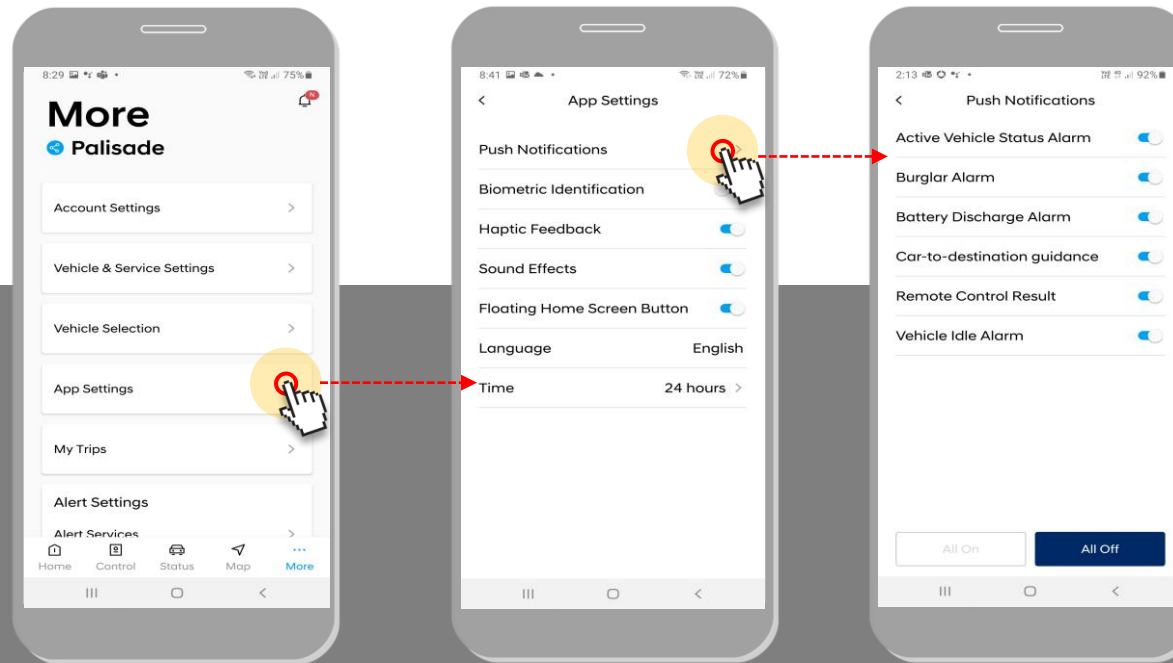 8:29
75%
More
N
Palisade
Account Settings
Vehicle & Service Settings
Vehicle Selection
App Settings
My Trips
Alert Settings
Alert Services
Home Control Status Map More
8:41
72%
App Settings
Push Notifications
Biometric Identification
Haptic Feedback
Sound Effects
Floating Home Screen Button
Language English
Time 24 hours
2:13
92%
Push Notifications
Active Vehicle Status Alarm
Burglar Alarm
Battery Discharge Alarm
Car-to-destination guidance
Remote Control Result
Vehicle Idle Alarm
All On All Off